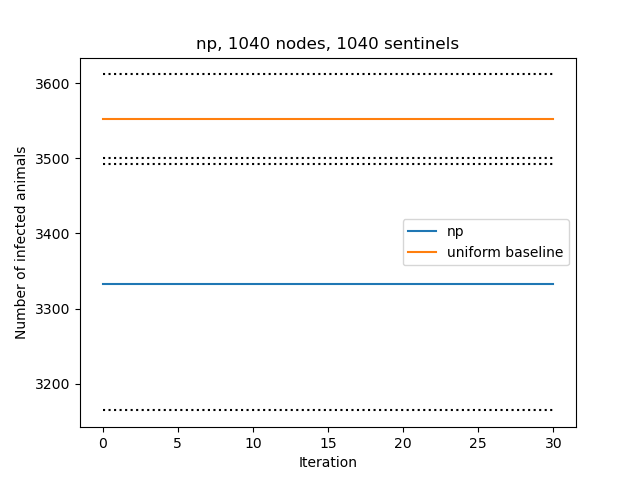 np, 1040 nodes, 1040 sentinels
3600
3500
3400
3300
3200
Number of infected animals
np
uniform baseline
0 5 10 15 20 25 30
Iteration